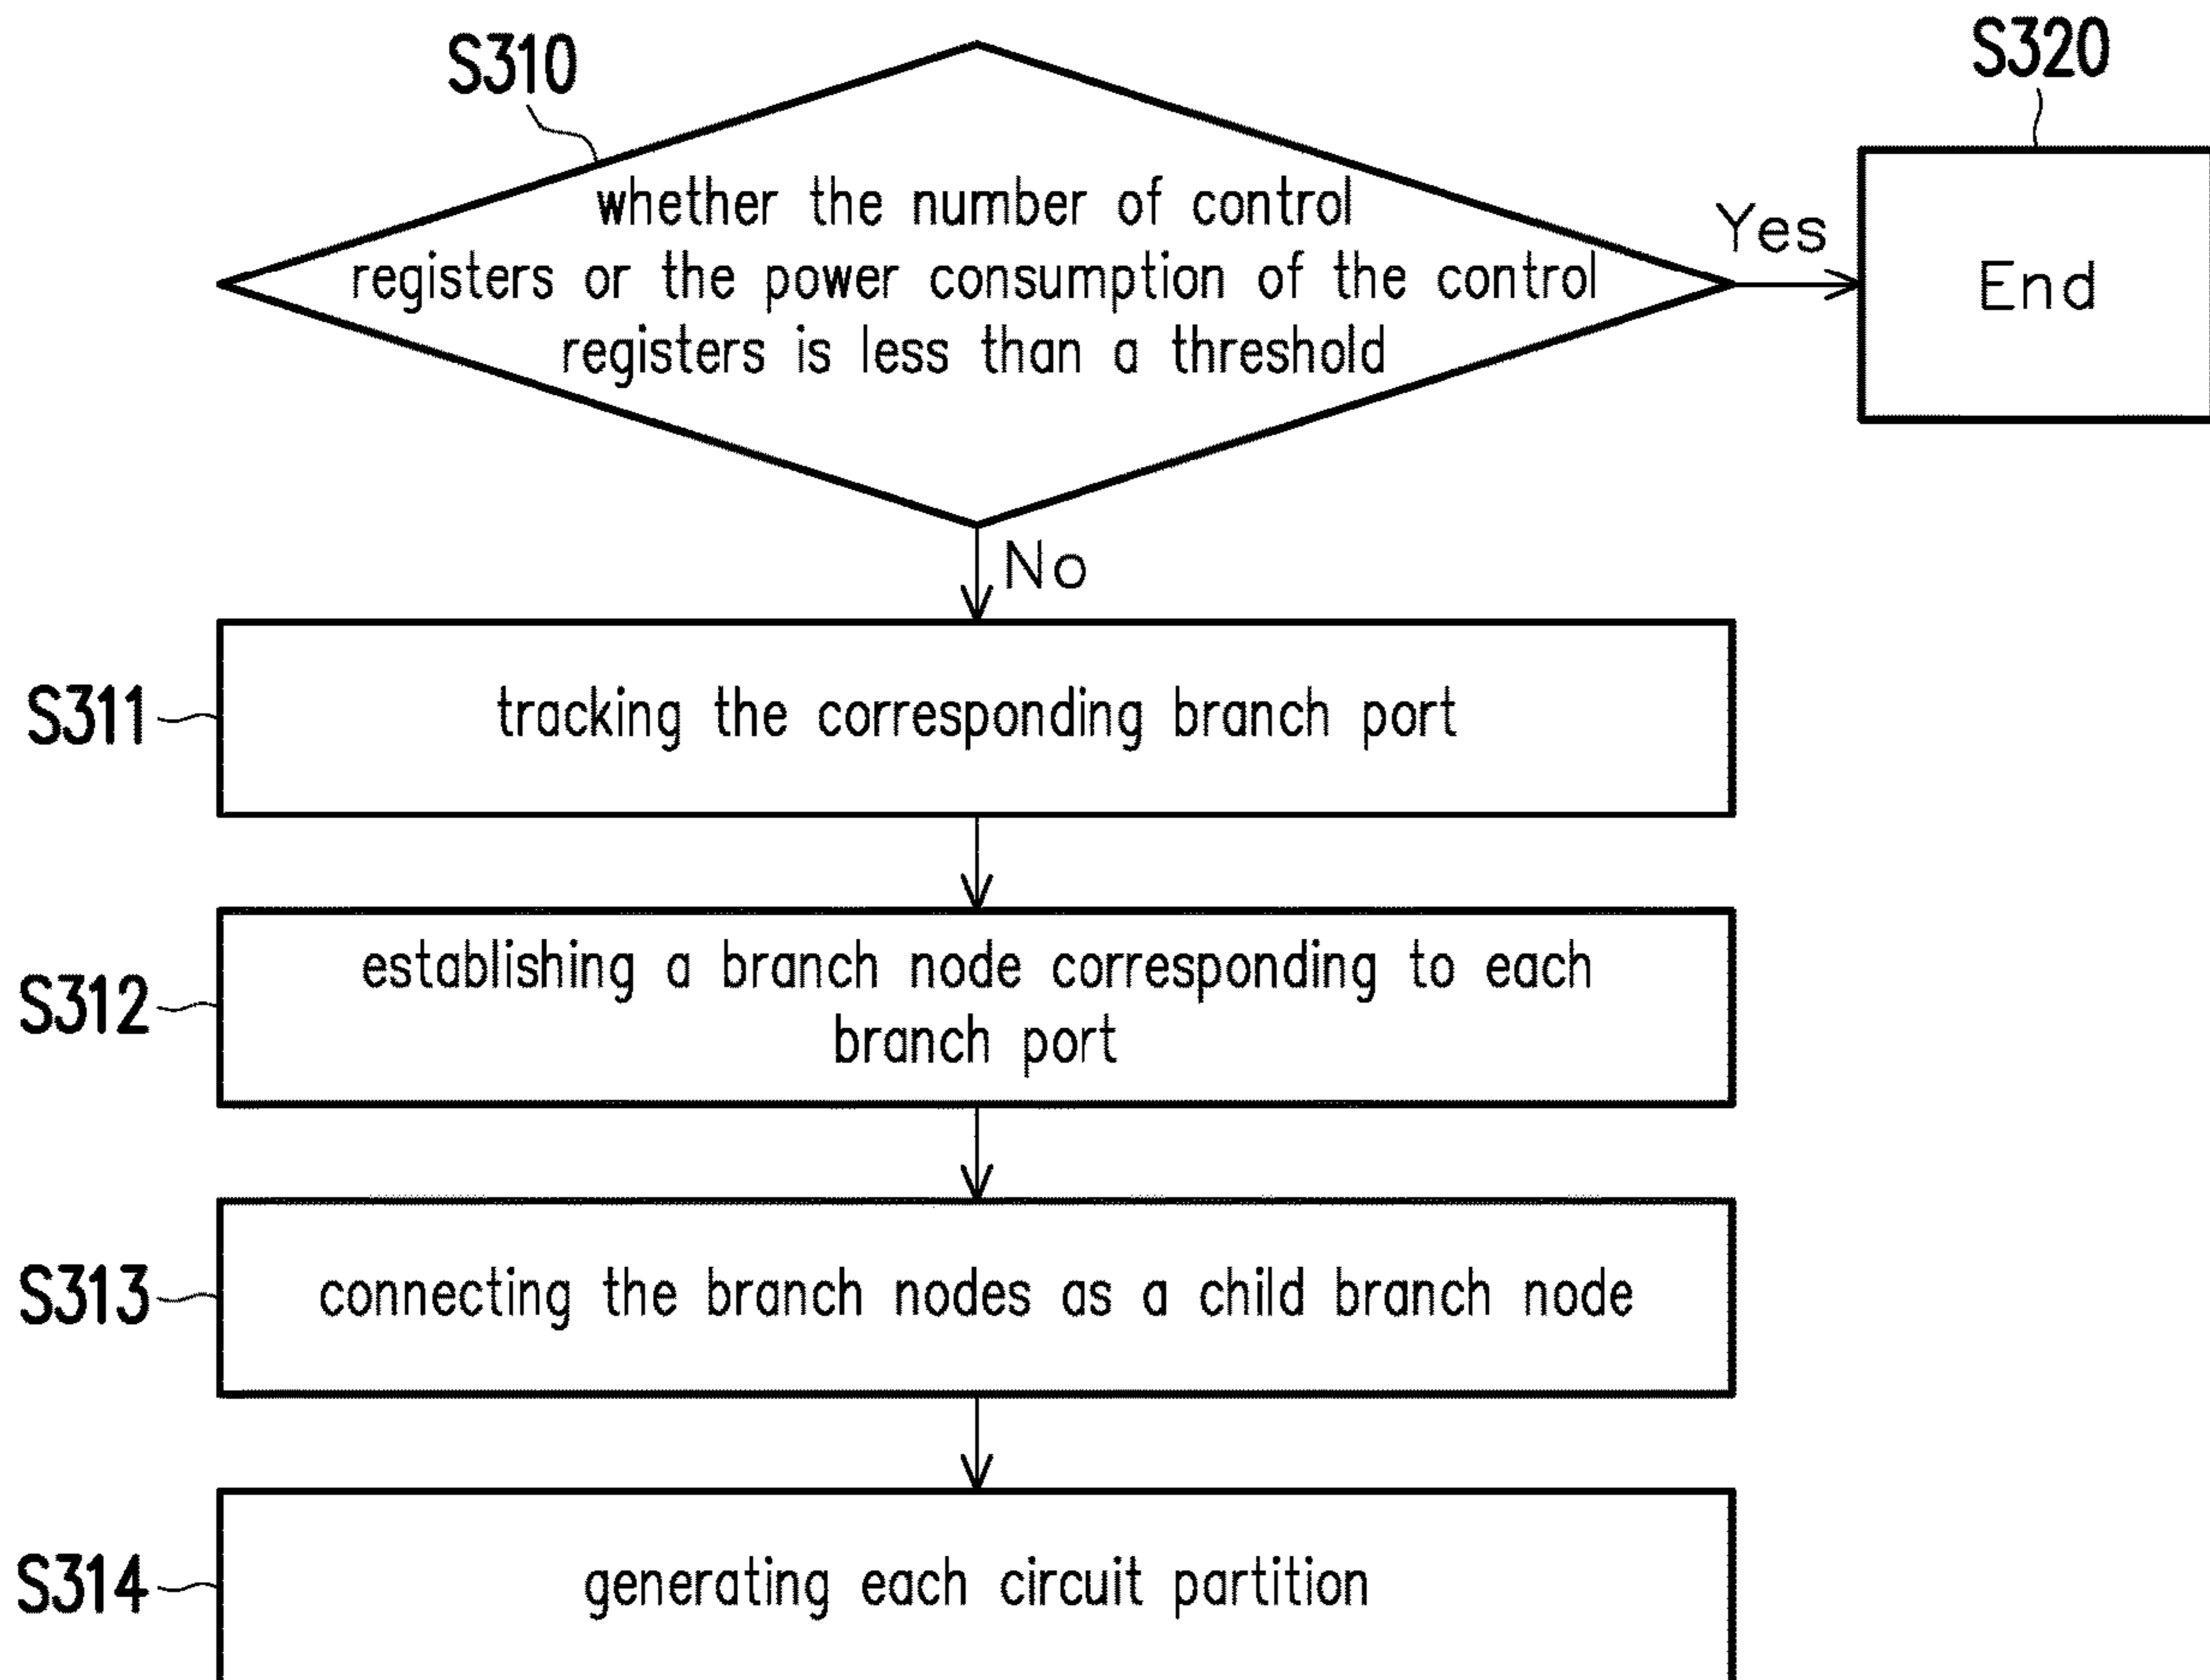 S310
S320
whether the number of control
registers or the power consumption of the control
registers is less than a threshold
Yes
End
No
S311
tracking the corresponding branch port
S312
establishing a branch node corresponding to each
branch port
S313
connecting the branch nodes as a child branch node
S314
generating each circuit partition